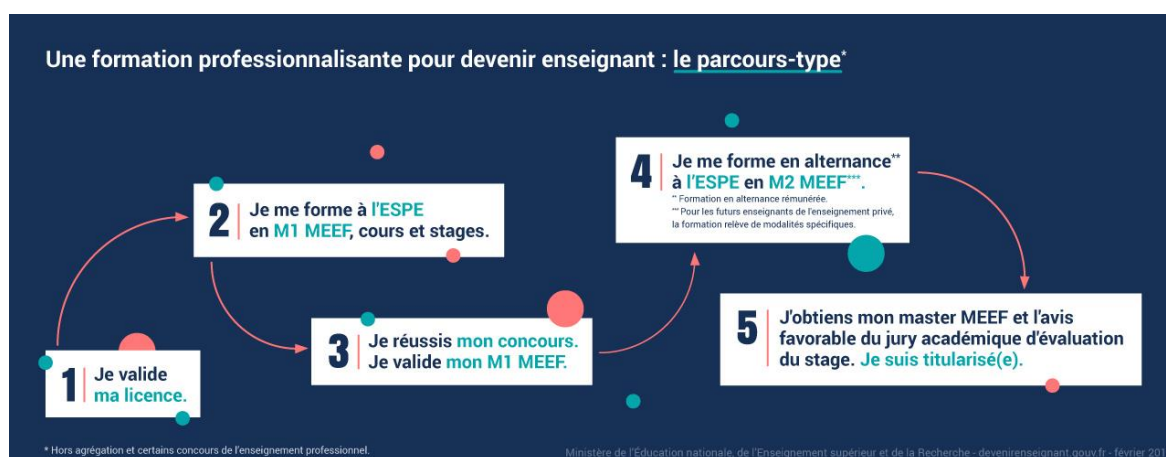 Une formation professionnalisante pour devenir enseignant : le parcours-type*
1
Je valide
ma licence.
2
Je me forme à l'ESPE
en M1 MEEF, cours et stages.
3
Je réussis mon concours.
Je valide mon M1 MEEF.
4
Je me forme en alternance**
à l'ESPE en M2 MEEF***.
** Formation en alternance rémunérée.
*** Pour les futurs enseignants de l'enseignement privé,
la formation relève de modalités spécifiques.
5
J'obtiens mon master MEEF et l'avis
favorable du jury académique d'évaluation
du stage. Je suis titularisé(e).
* Hors agrégation et certains concours de l'enseignement professionnel.
Ministère de l'Éducation nationale, de l'Enseignement supérieur et de la Recherche - devenirenseignant.gouv.fr - février 201